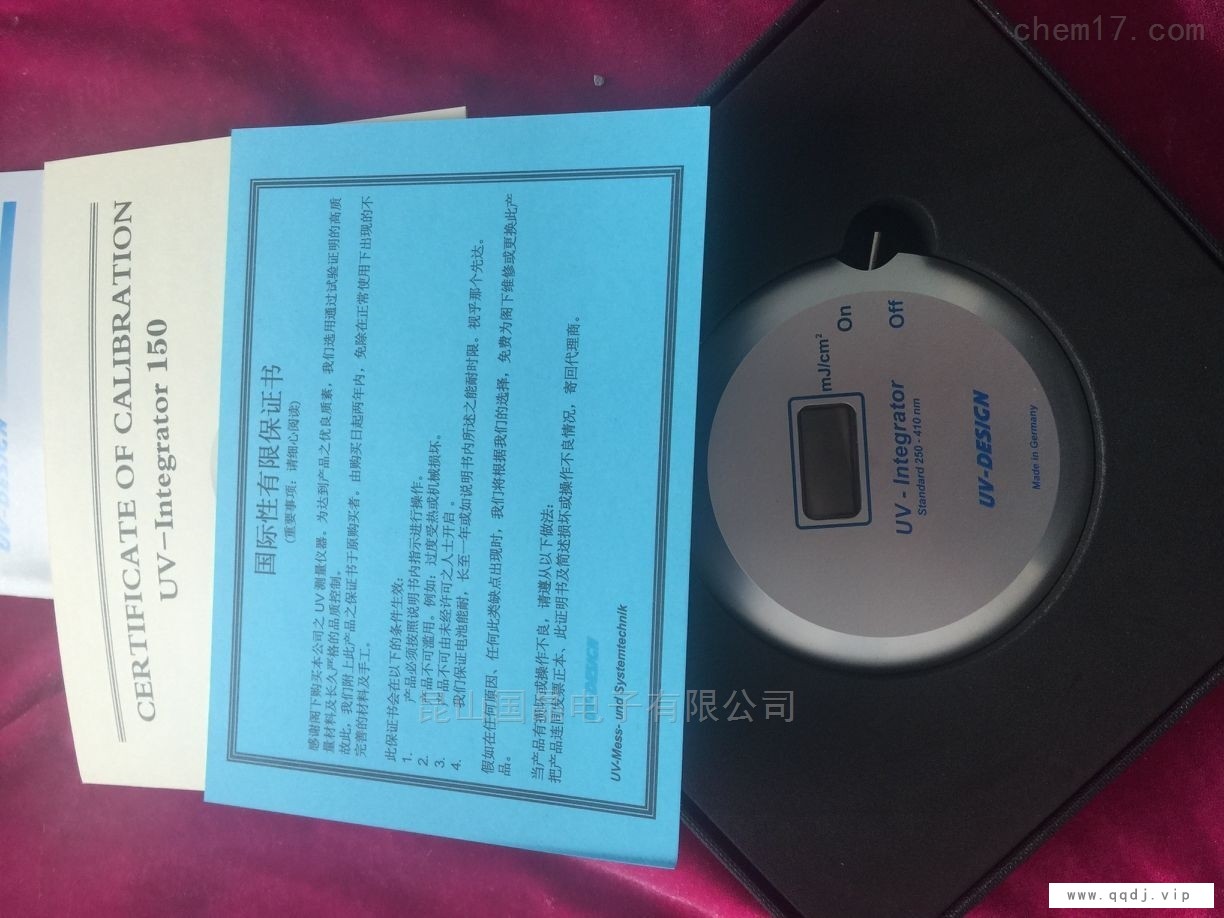 chem17.com
UV-DESIGN
CERTIFICATE OF CALIBRATION
UV-Integrator 150
国际性有限保证书
(重要事项：请细心阅读)
感谢阁下购买本公司之 UV 测量仪器。为达到产品之优良质素，我们选用通过试验证明的高质
量材料及长久严格的品质控制。
故此，我们附上此产品之保证书于原购买者。由购买日起两年内，免除在正常使用下出现的不
完善的材料及手工。
此保证书会在以下的条件生效：
1. 产品必须按照说明书内指示进行操作。
2. 产品不可滥用。例如：过度受热或机械损坏。
3. 产品不可由未经许可之人士开启 。
4. 我们保证电池能耐，长至一年或如说明书内所述之能耐时限。视乎那个先达。
假如在任何原因、任何此类缺点出现时，我们将根据我们的选择，免费为阁下维修或更换此产
品。
当产品有损坏或操作不良，请遵从以下做法：
把产品连同发票正本、此证明书及简述损坏或操作不良情况，寄回代理商。
UV-DESIGN
UV-Mess- und Systemtechnik
mJ/cm²
On
Off
UV - Integrator
Standard 250 - 410 nm
UV-DESIGN
Made in Germany
昆山国 电子有限公司
www.qqdj.vip